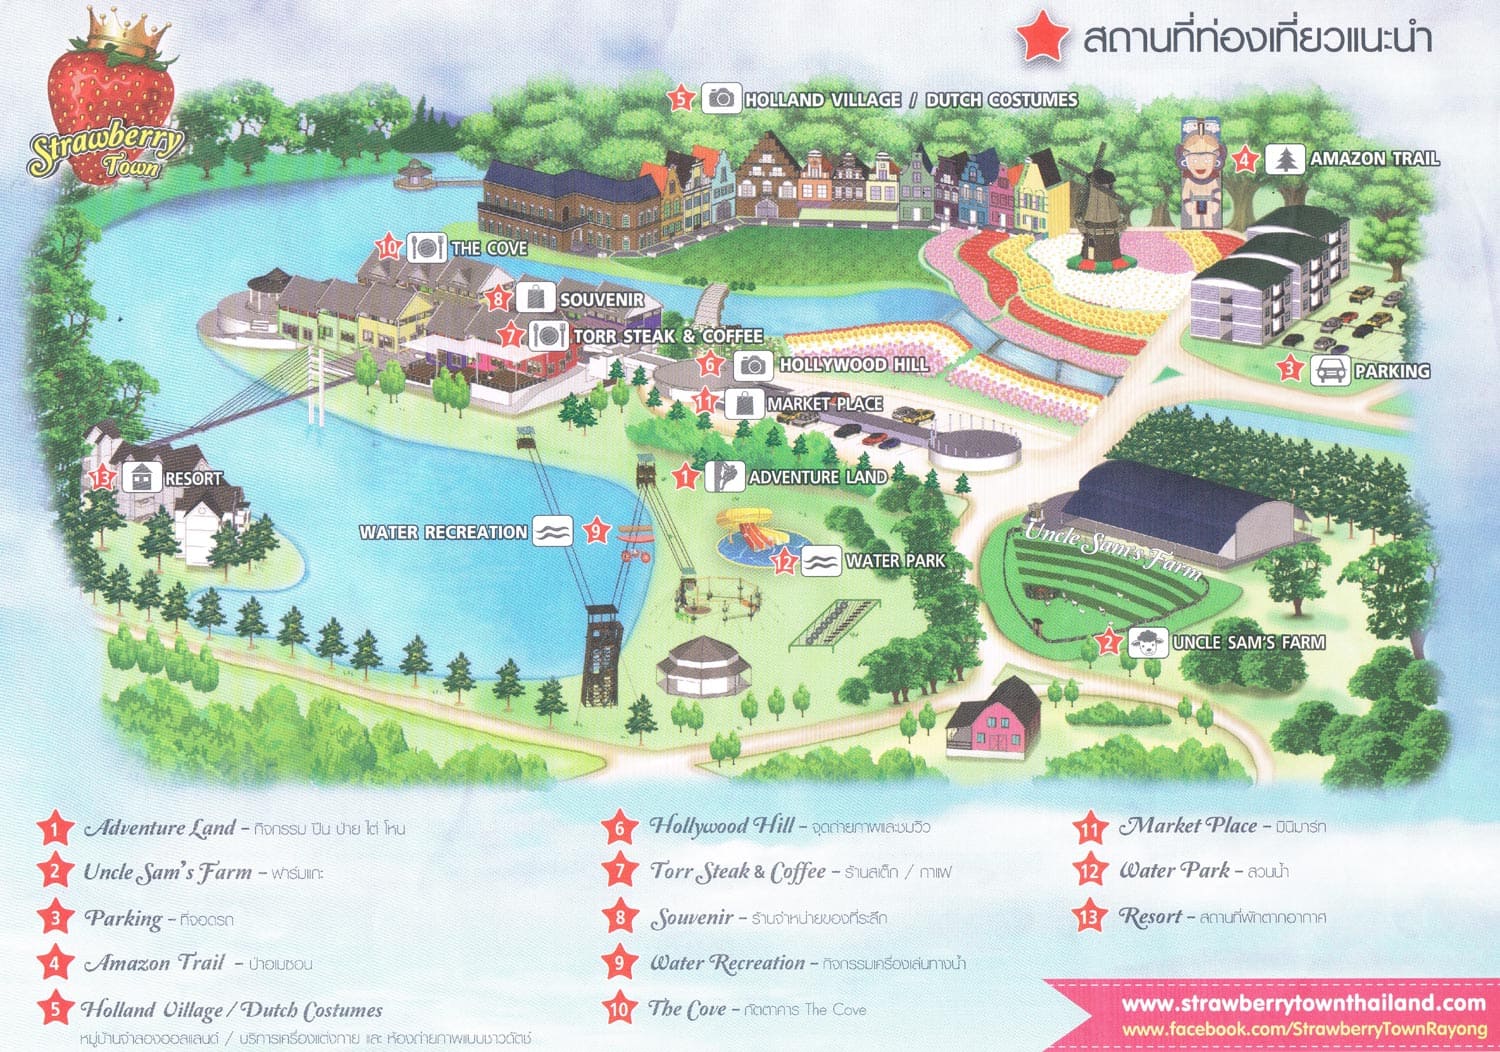 Strawberry
Town
สถานที่ท่องเที่ยวแนะนำ
5 HOLLAND VILLAGE / DUTCH COSTUMES
4 AMAZON TRAIL
10 THE COVE
8 SOUVENIR
7 TORR STEAK & COFFEE
6 HOLLYWOOD HILL
3 PARKING
11 MARKET PLACE
13 RESORT
1 ADVENTURE LAND
WATER RECREATION 9
12 WATER PARK
Uncle Sam's Farm
2 UNCLE SAM'S FARM
1 Adventure Land - กิจกรรม ปีน ป่าย ไต่ โหน
2 Uncle Sam's Farm - ฟาร์มแกะ
3 Parking - ที่จอดรถ
4 Amazon Trail - ป่าอเมซอน
5 Holland Village / Dutch Costumes
หมู่บ้านจำลองฮอลแลนด์ / บริการเครื่องแต่งกาย และ ห้องถ่ายภาพแบบชาวดัตช์
6 Hollywood Hill - จุดถ่ายภาพและชมวิว
7 Torr Steak & Coffee - ร้านสเต็ก / กาแฟ
8 Souvenir - ร้านจำหน่ายของที่ระลึก
9 Water Recreation - กิจกรรมเครื่องเล่นทางน้ำ
10 The Cove - ภัตตาคาร The Cove
11 Market Place - มินิมาร์ท
12 Water Park - สวนน้ำ
13 Resort - สถานที่พักตากอากาศ
www.strawberrytownthailand.com
www.facebook.com/StrawberryTownRayong